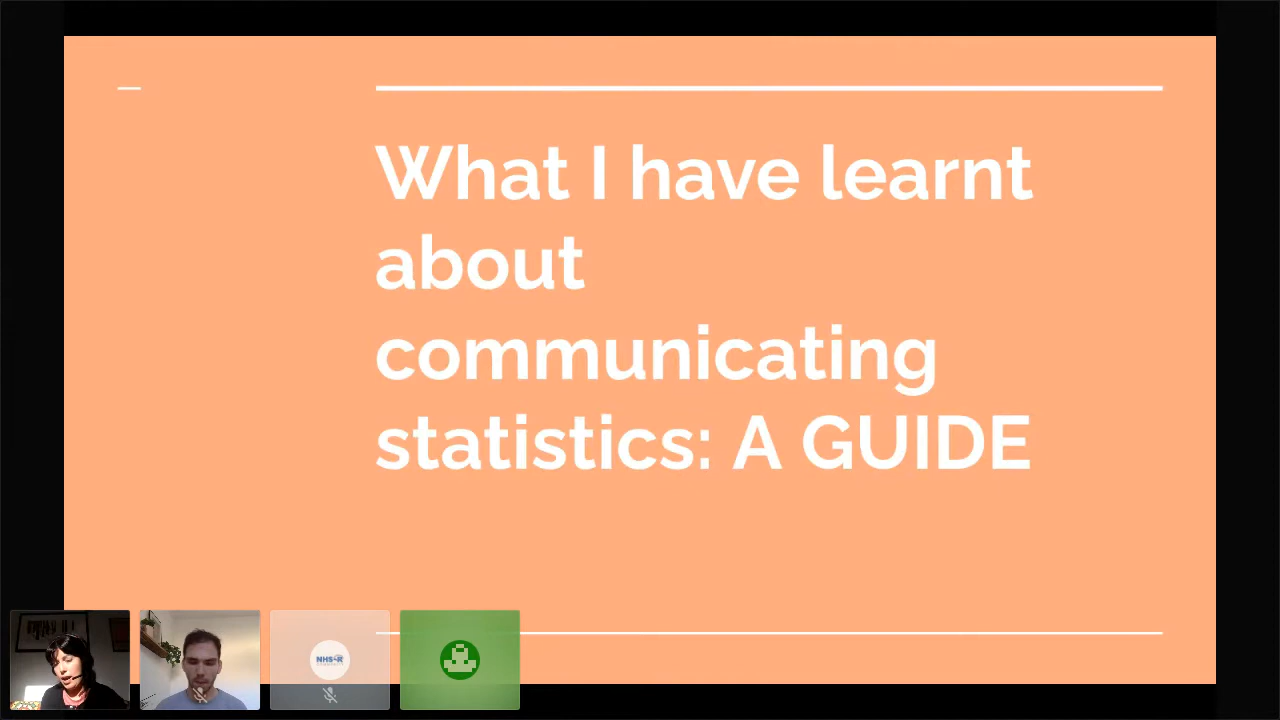 What I have learnt
about
communicating
statistics: A GUIDE
NHS-R